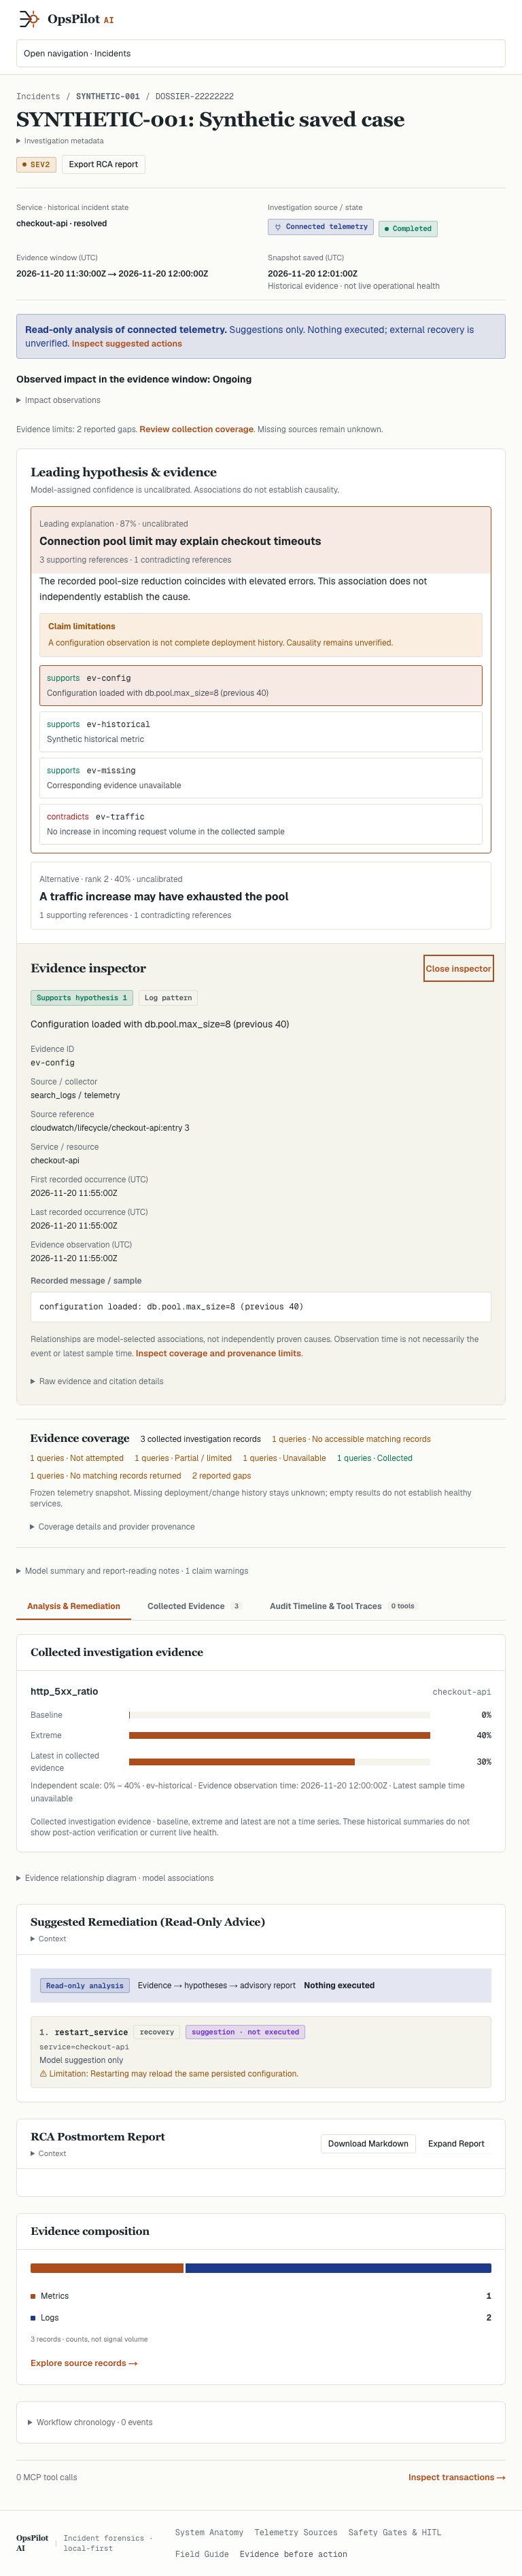 OpsPilot AI
Open navigation · Incidents
Incidents / SYNTHETIC-001 / DOSSIER-22222222
SYNTHETIC-001: Synthetic saved case
▶ Investigation metadata
SEV2
Export RCA report
Service · historical incident state
checkout-api · resolved
Investigation source / state
Connected telemetry
Completed
Evidence window (UTC)
2026-11-20 11:30:00Z → 2026-11-20 12:00:00Z
Snapshot saved (UTC)
2026-11-20 12:01:00Z
Historical evidence · not live operational health
Read-only analysis of connected telemetry. Suggestions only. Nothing executed; external recovery is
unverified. Inspect suggested actions
Observed impact in the evidence window: Ongoing
▶ Impact observations
Evidence limits: 2 reported gaps. Review collection coverage. Missing sources remain unknown.
Leading hypothesis & evidence
Model-assigned confidence is uncalibrated. Associations do not establish causality.
Leading explanation · 87% · uncalibrated
Connection pool limit may explain checkout timeouts
3 supporting references · 1 contradicting references
The recorded pool-size reduction coincides with elevated errors. This association does not
independently establish the cause.
Claim limitations
A configuration observation is not complete deployment history. Causality remains unverified.
supports ev-config
Configuration loaded with db.pool.max_size=8 (previous 40)
supports ev-historical
Synthetic historical metric
supports ev-missing
Corresponding evidence unavailable
contradicts ev-traffic
No increase in incoming request volume in the collected sample
Alternative · rank 2 · 40% · uncalibrated
A traffic increase may have exhausted the pool
1 supporting references · 1 contradicting references
Evidence inspector
Close inspector
Supports hypothesis 1
Log pattern
Configuration loaded with db.pool.max_size=8 (previous 40)
Evidence ID
ev-config
Source / collector
search_logs / telemetry
Source reference
cloudwatch/lifecycle/checkout-api:entry 3
Service / resource
checkout-api
First recorded occurrence (UTC)
2026-11-20 11:55:00Z
Last recorded occurrence (UTC)
2026-11-20 11:55:00Z
Evidence observation (UTC)
2026-11-20 11:55:00Z
Recorded message / sample
configuration loaded: db.pool.max_size=8 (previous 40)
Relationships are model-selected associations, not independently proven causes. Observation time is not necessarily the
event or latest sample time. Inspect coverage and provenance limits.
▶ Raw evidence and citation details
Evidence coverage 3 collected investigation records 1 queries · No accessible matching records
1 queries · Not attempted 1 queries · Partial / limited 1 queries · Unavailable 1 queries · Collected
1 queries · No matching records returned 2 reported gaps
Frozen telemetry snapshot. Missing deployment/change history stays unknown; empty results do not establish healthy
services.
▶ Coverage details and provider provenance
▶ Model summary and report-reading notes · 1 claim warnings
Analysis & Remediation
Collected Evidence 3
Audit Timeline & Tool Traces 0 tools
Collected investigation evidence
http_5xx_ratio checkout-api
Baseline 0%
Extreme 40%
Latest in collected
evidence 30%
Independent scale: 0% – 40% · ev-historical · Evidence observation time: 2026-11-20 12:00:00Z · Latest sample time
unavailable
Collected investigation evidence · baseline, extreme and latest are not a time series. These historical summaries do not
show post-action verification or current live health.
▶ Evidence relationship diagram · model associations
Suggested Remediation (Read-Only Advice)
▶ Context
Read-only analysis Evidence → hypotheses → advisory report Nothing executed
1. restart_service recovery suggestion · not executed
service=checkout-api
Model suggestion only
⚠ Limitation: Restarting may reload the same persisted configuration.
RCA Postmortem Report
▶ Context
Download Markdown
Expand Report
Evidence composition
Metrics 1
Logs 2
3 records · counts, not signal volume
Explore source records →
▶ Workflow chronology · 0 events
0 MCP tool calls
Inspect transactions →
OpsPilot
AI
Incident forensics ·
local-first
System Anatomy Telemetry Sources Safety Gates & HITL
Field Guide Evidence before action